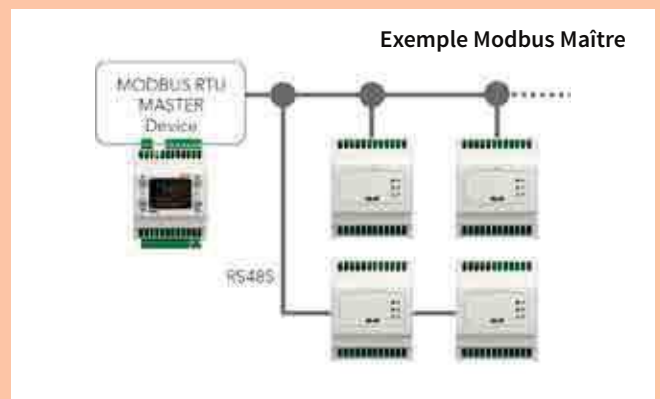 Exemple Modbus Maître
MODBUS RTU
MASTER
Device
RS485